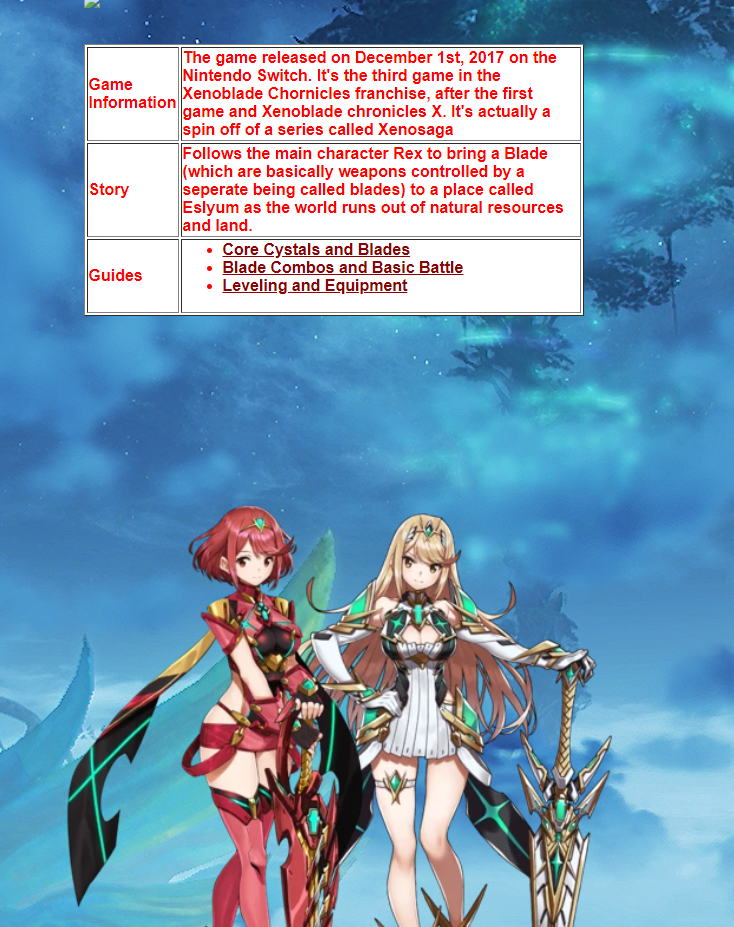 Game
Information
The game released on December 1st, 2017 on the
Nintendo Switch. It's the third game in the
Xenoblade Chornicles franchise, after the first
game and Xenoblade chronicles X. It's actually a
spin off of a series called Xenosaga
Story
Follows the main character Rex to bring a Blade
(which are basically weapons controlled by a
seperate being called blades) to a place called
Eslyum as the world runs out of natural resources
and land.
Guides
Core Cystals and Blades
Blade Combos and Basic Battle
Leveling and Equipment